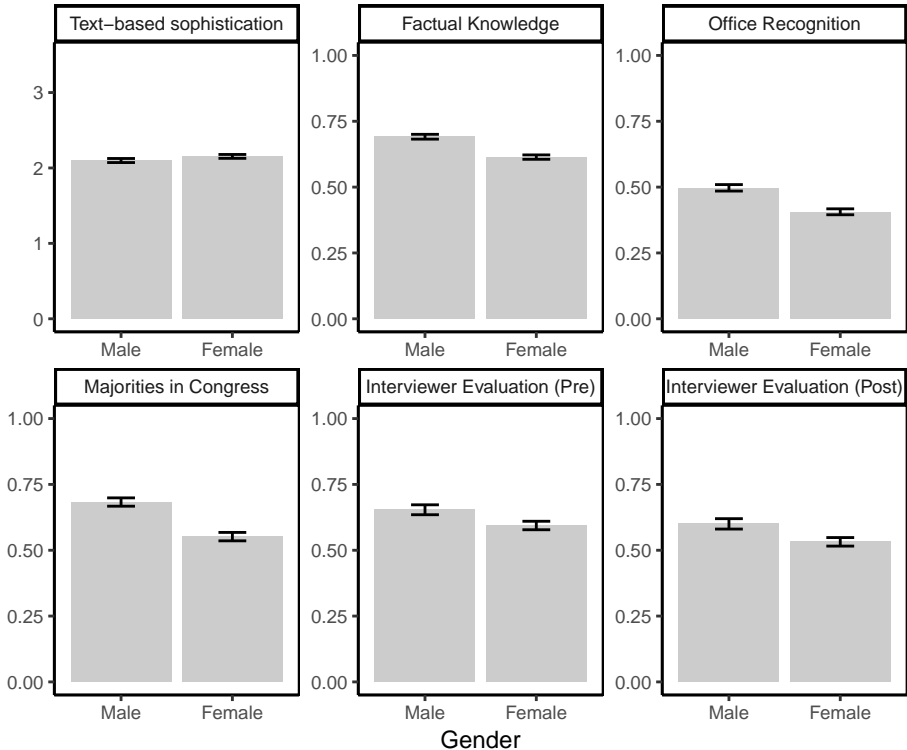 Text−based sophistication
Factual Knowledge
Office Recognition
3
2
1
0
1.00
0.75
0.50
0.25
0.00
1.00
0.75
0.50
0.25
0.00
Male Female
Male Female
Male Female
Majorities in Congress
Interviewer Evaluation (Pre)
Interviewer Evaluation (Post)
1.00
0.75
0.50
0.25
0.00
1.00
0.75
0.50
0.25
0.00
1.00
0.75
0.50
0.25
0.00
Male Female
Male Female
Male Female
Gender